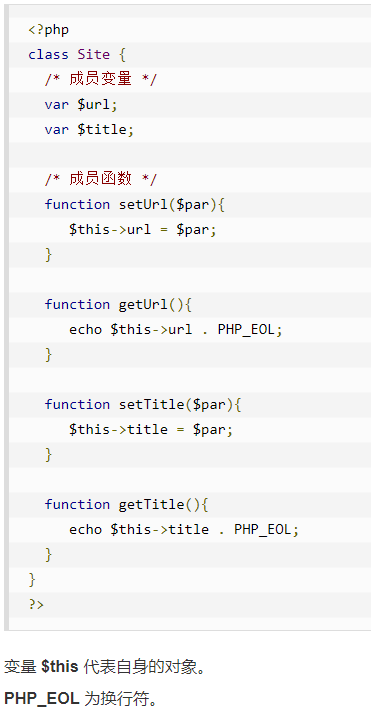 <?php
class Site {
  /* 成员变量 */
  var $url;
  var $title;

  /* 成员函数 */
  function setUrl($par){
     $this->url = $par;
  }

  function getUrl(){
     echo $this->url . PHP_EOL;
  }

  function setTitle($par){
     $this->title = $par;
  }

  function getTitle(){
     echo $this->title . PHP_EOL;
  }
}
?>
变量 $this 代表自身的对象。
PHP_EOL 为换行符。